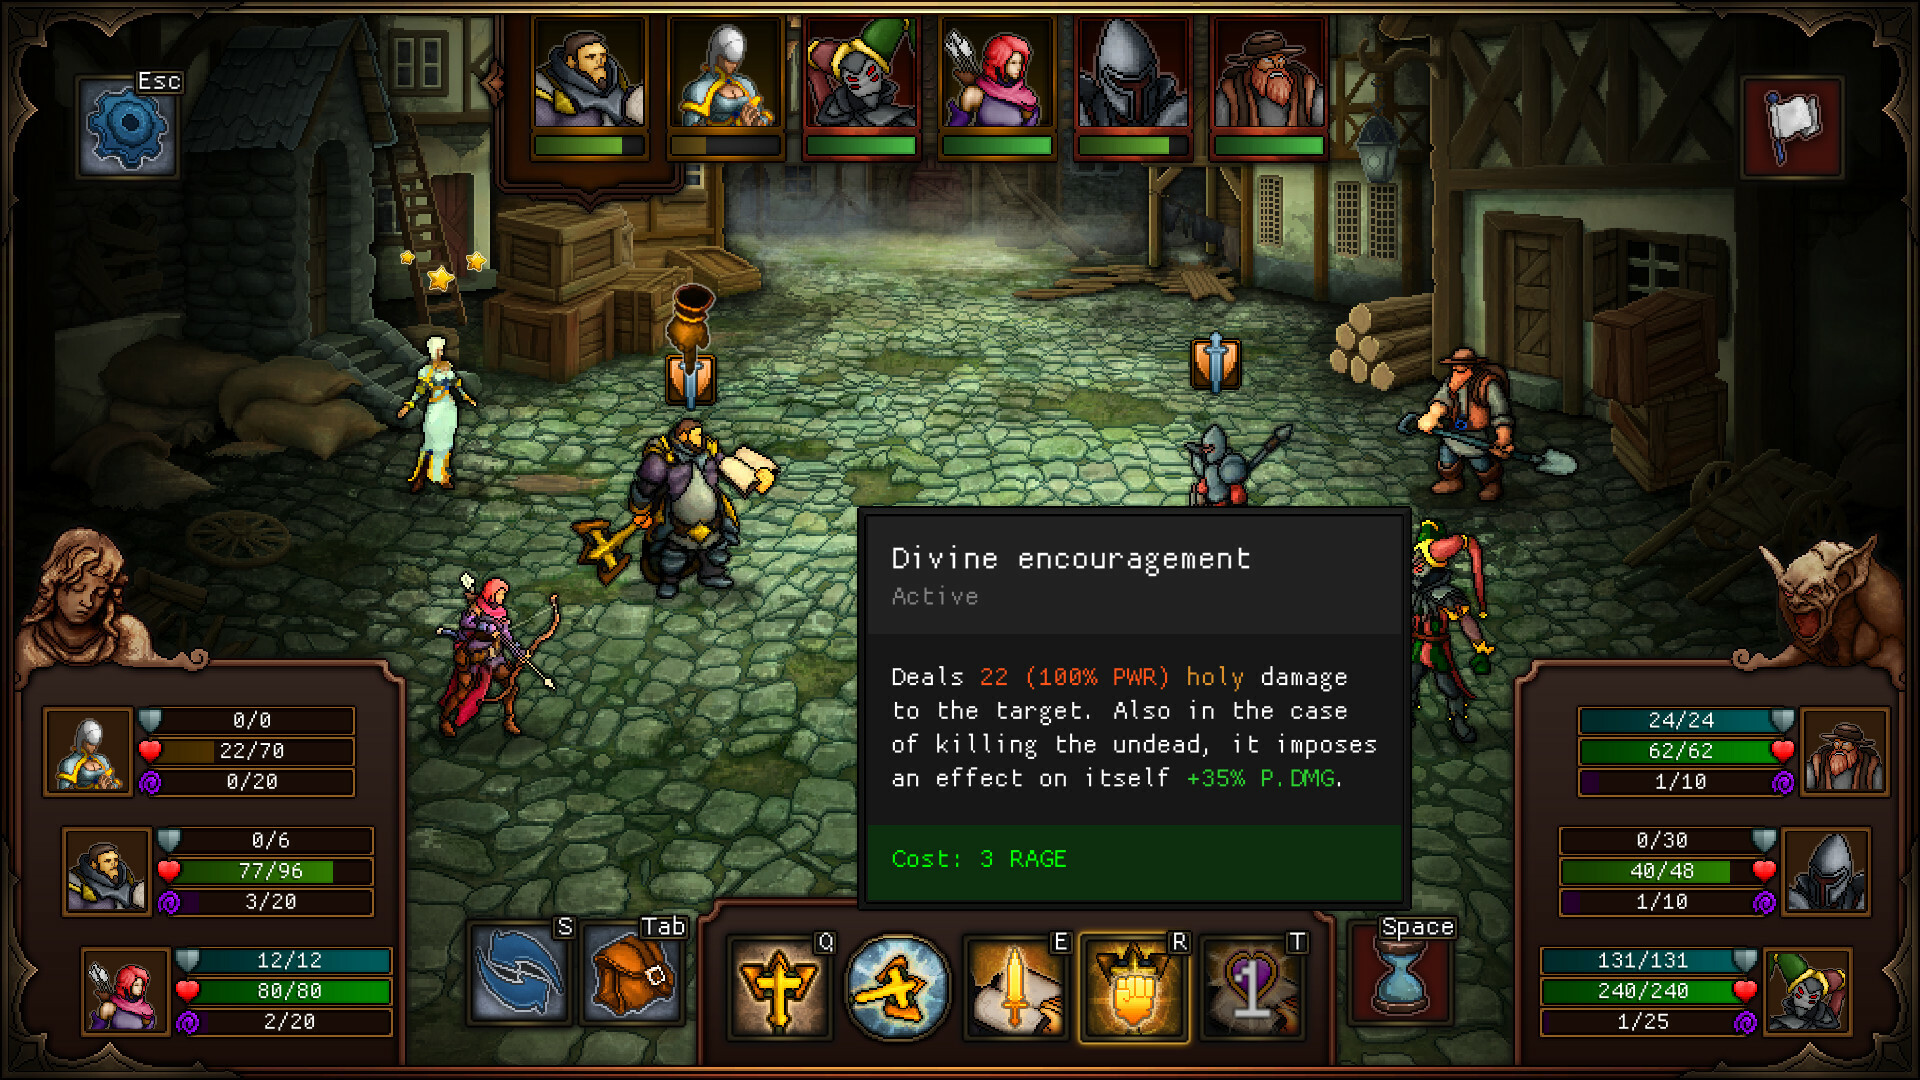 Esc
Divine encouragement
Active
Deals 22 (100% PWR) holy damage
to the target. Also in the case
of killing the undead, it imposes
an effect on itself +35% P.DMG.
Cost: 3 RAGE
0/0
22/70
0/20
0/6
77/96
3/20
12/12
80/80
2/20
24/24
62/62
1/10
0/30
40/48
1/10
131/131
240/240
1/25
S
Tab
Q
E
R
T
1
Space